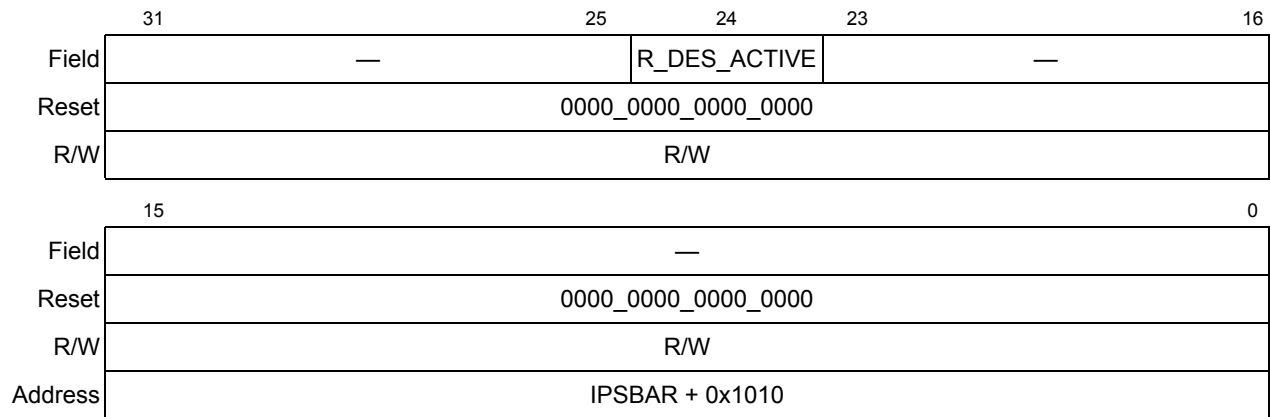 31 25 24 23 16
Field — R_DES_ACTIVE —
Reset 0000_0000_0000_0000
R/W R/W
15 0
Field —
Reset 0000_0000_0000_0000
R/W R/W
Address IPSBAR + 0x1010